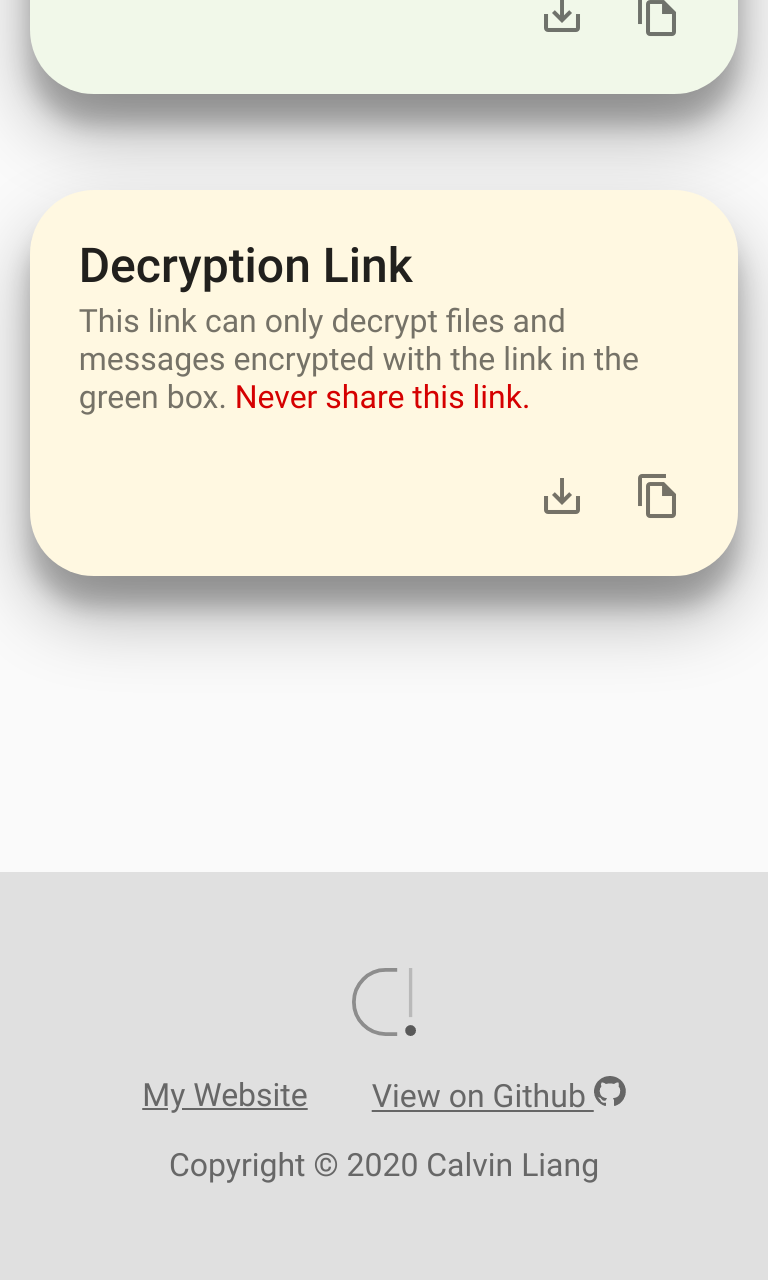 Decryption Link
This link can only decrypt files and
messages encrypted with the link in the
green box. Never share this link.
C!
My Website
View on Github
Copyright © 2020 Calvin Liang